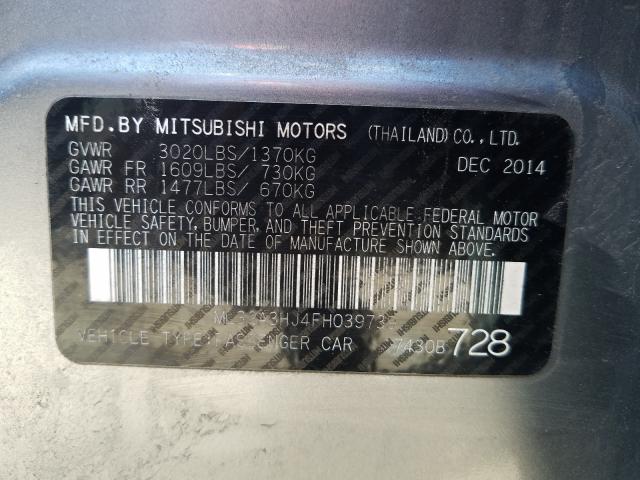 MFD. BY MITSUBISHI MOTORS (THAILAND) CO., LTD.
GVWR 3020LBS/1370KG DEC 2014
GAWR FR 1609LBS/ 730KG
GAWR RR 1477LBS/ 670KG
THIS VEHICLE CONFORMS TO ALL APPLICABLE FEDERAL MOTOR
VEHICLE SAFETY, BUMPER, AND THEFT PREVENTION STANDARDS
IN EFFECT ON THE DATE OF MANUFACTURE SHOWN ABOVE.
VEHICLE TYPE:PASSENGER CAR 7430B 728